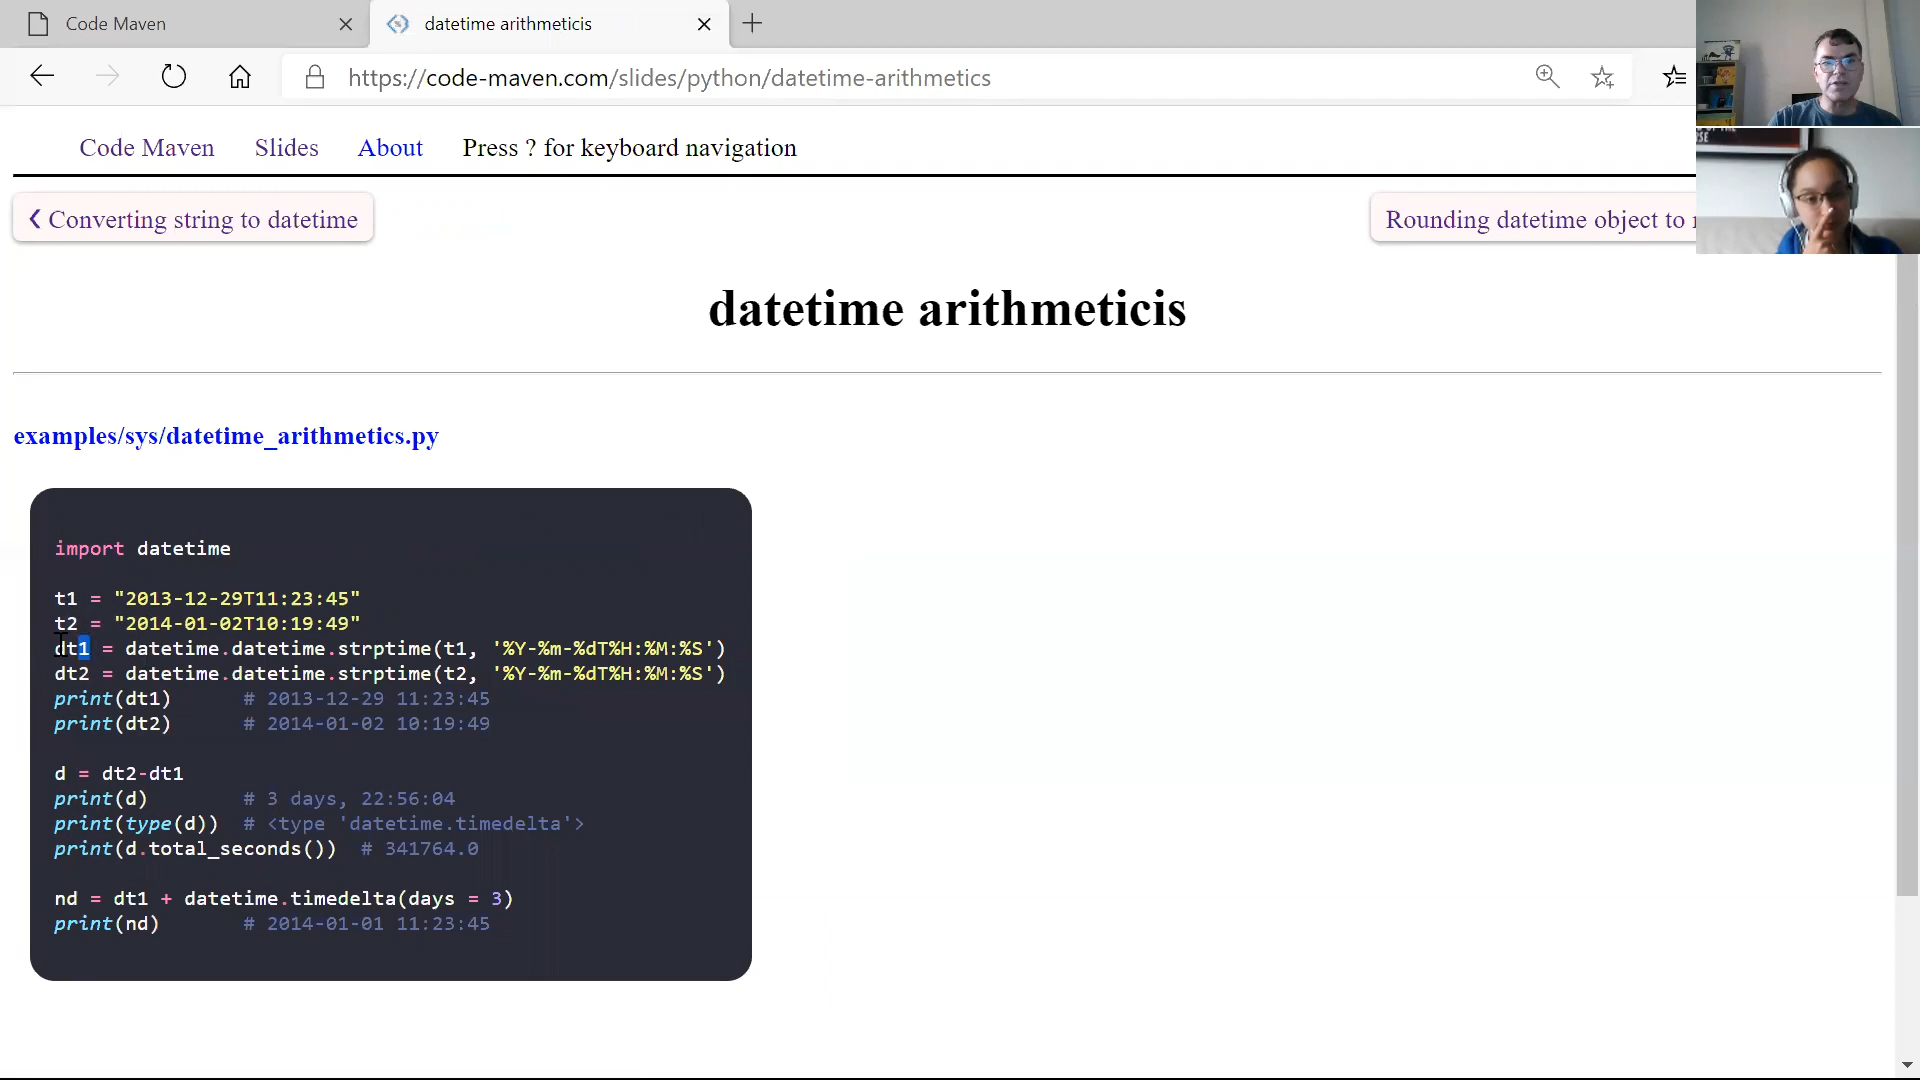 Code Maven
datetime arithmeticis
https://code-maven.com/slides/python/datetime-arithmetics
Code Maven Slides About Press ? for keyboard navigation
❮ Converting string to datetime
Rounding datetime object to
datetime arithmeticis
examples/sys/datetime_arithmetics.py
import datetime
t1 = "2013-12-29T11:23:45"
t2 = "2014-01-02T10:19:49"
dt1 = datetime.datetime.strptime(t1, '%Y-%m-%dT%H:%M:%S')
dt2 = datetime.datetime.strptime(t2, '%Y-%m-%dT%H:%M:%S')
print(dt1)      # 2013-12-29 11:23:45
print(dt2)      # 2014-01-02 10:19:49
d = dt2-dt1
print(d)        # 3 days, 22:56:04
print(type(d))  # <type 'datetime.timedelta'>
print(d.total_seconds())  # 341764.0
nd = dt1 + datetime.timedelta(days = 3)
print(nd)       # 2014-01-01 11:23:45